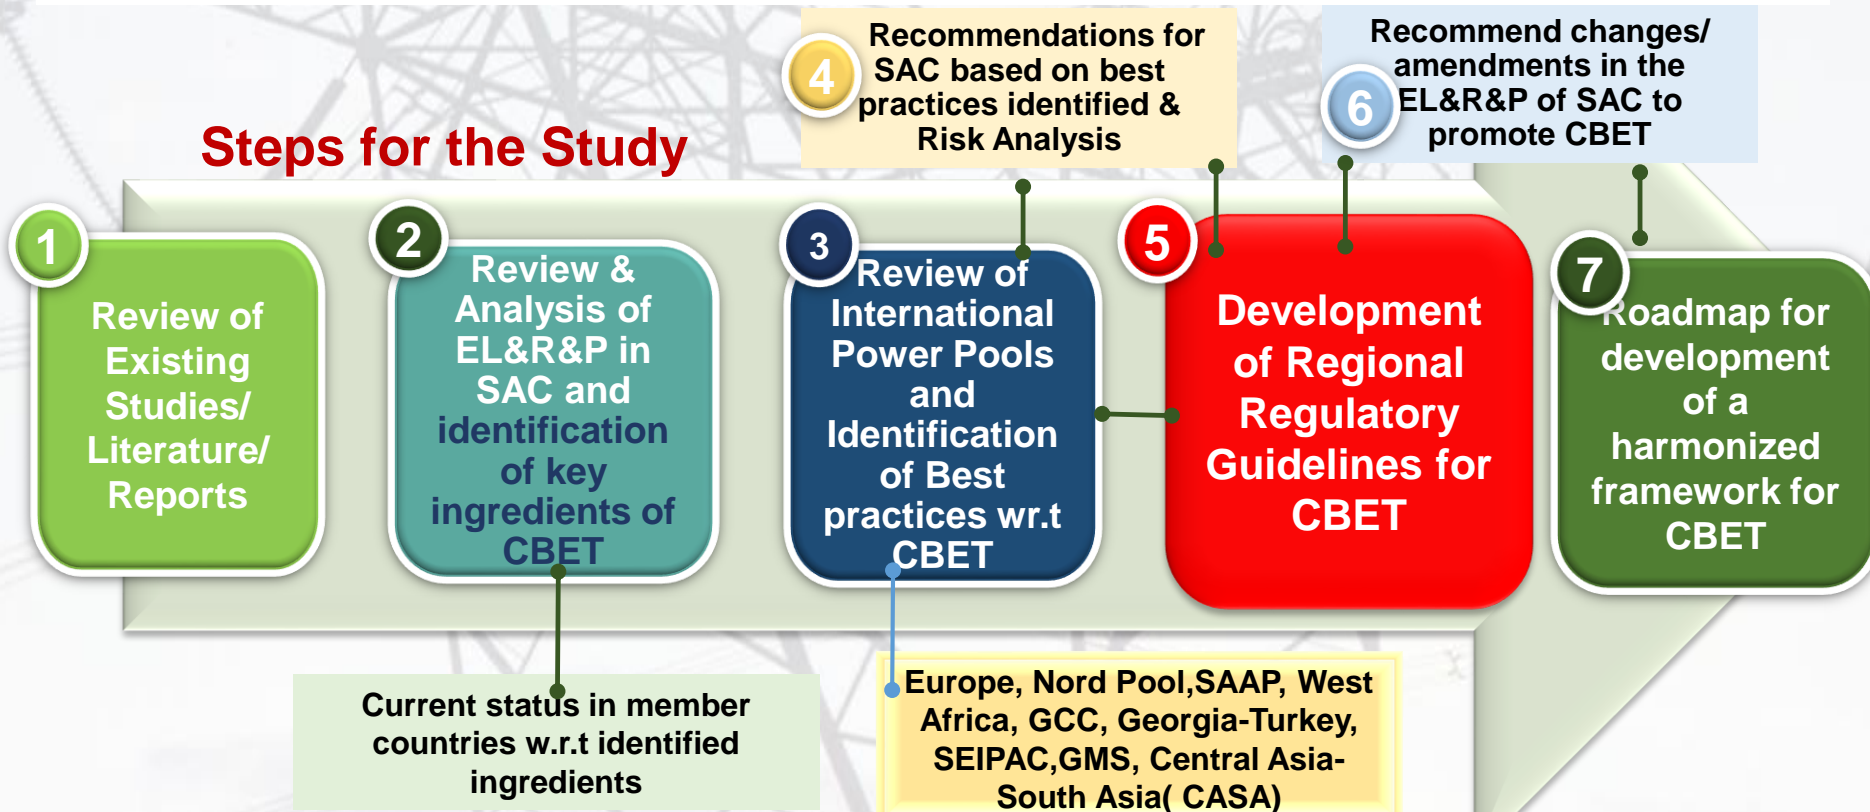 Steps for the Study
1
Review of
Existing
Studies/
Literature/
Reports
2
Review &
Analysis of
EL&R&P in
SAC and
identification
of key
ingredients of
CBET
Current status in member
countries w.r.t identified
ingredients
3
Review of
International
Power Pools
and
Identification
of Best
practices wr.t
CBET
Europe, Nord Pool,SAAP, West
Africa, GCC, Georgia-Turkey,
SEIPAC,GMS, Central Asia-
South Asia( CASA)
4
Recommendations for
SAC based on best
practices identified &
Risk Analysis
5
Development
of Regional
Regulatory
Guidelines for
CBET
6
Recommend changes/
amendments in the
EL&R&P of SAC to
promote CBET
7
Roadmap for
development
of a
harmonized
framework for
CBET